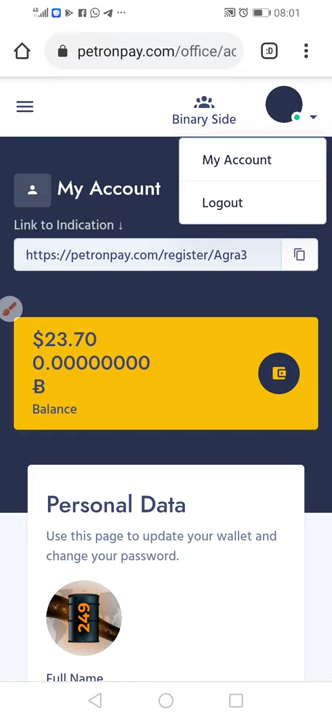 08:01
petronpay.com/office/ac
:D
Binary Side
My Account
Logout
My Account
Link to Indication ↓
https://petronpay.com/register/Agra3
$23.70
0.00000000
Ƀ
Balance
Personal Data
Use this page to update your wallet and
change your password.
249
Full Name